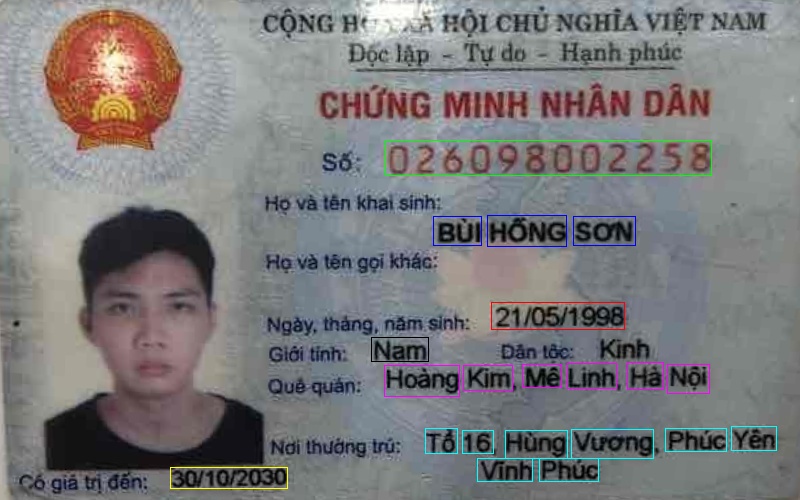 CỘNG HÒA XÃ HỘI CHỦ NGHĨA VIỆT NAM
Độc lập - Tự do - Hạnh phúc
CHỨNG MINH NHÂN DÂN
Số: 026098002258
Họ và tên khai sinh:
BÙI HỒNG SƠN
Họ và tên gọi khác:
Ngày, tháng, năm sinh: 21/05/1998
Giới tính: Nam Dân tộc: Kinh
Quê quán: Hoàng Kim, Mê Linh, Hà Nội
Nơi thường trú: Tổ 16, Hùng Vương, Phúc Yên
Vĩnh Phúc
Có giá trị đến: 30/10/2030